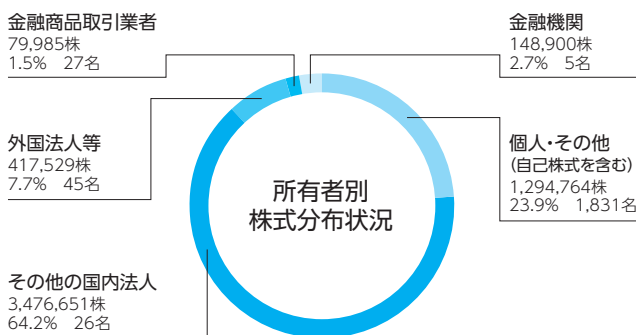 金融商品取引業者
79,985株
1.5% 27名
金融機関
148,900株
2.7% 5名
外国法人等
417,529株
7.7% 45名
個人・その他
(自己株式を含む)
1,294,764株
23.9% 1,831名
所有者別
株式分布状況
その他の国内法人
3,476,651株
64.2% 26名